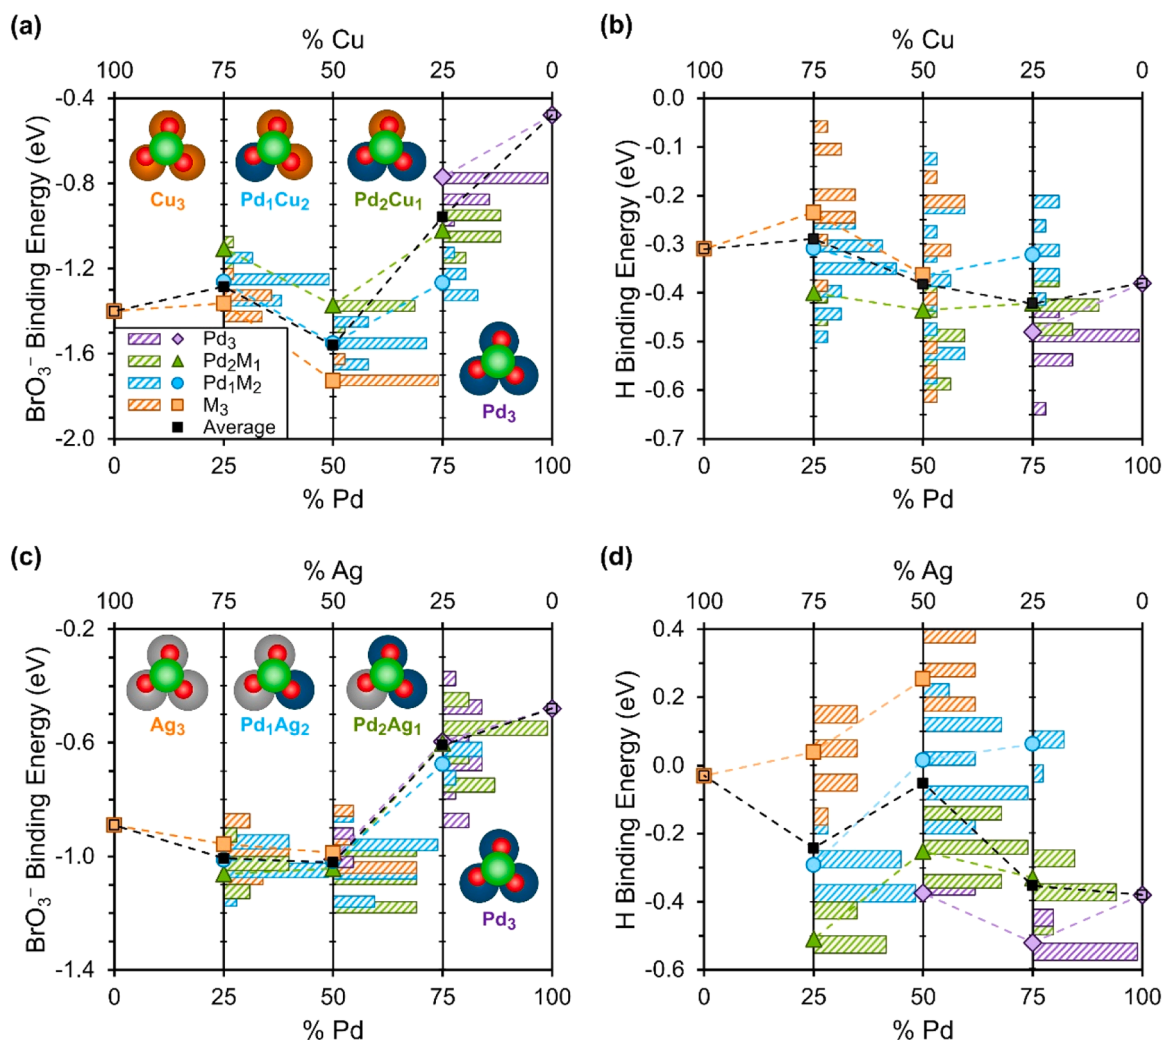 (a)
% Cu
100 75 50 25 0
BrO₃⁻ Binding Energy (eV)
-0.4
-0.8
-1.2
-1.6
-2.0
Cu₃
Pd₁Cu₂
Pd₂Cu₁
Pd₃
Pd₃
Pd₂M₁
Pd₁M₂
M₃
Average
0 25 50 75 100
% Pd
(b)
% Cu
100 75 50 25 0
H Binding Energy (eV)
0.0
-0.1
-0.2
-0.3
-0.4
-0.5
-0.6
-0.7
0 25 50 75 100
% Pd
(c)
% Ag
100 75 50 25 0
BrO₃⁻ Binding Energy (eV)
-0.2
-0.6
-1.0
-1.4
Ag₃
Pd₁Ag₂
Pd₂Ag₁
Pd₃
0 25 50 75 100
% Pd
(d)
% Ag
100 75 50 25 0
H Binding Energy (eV)
0.4
0.2
0.0
-0.2
-0.4
-0.6
0 25 50 75 100
% Pd